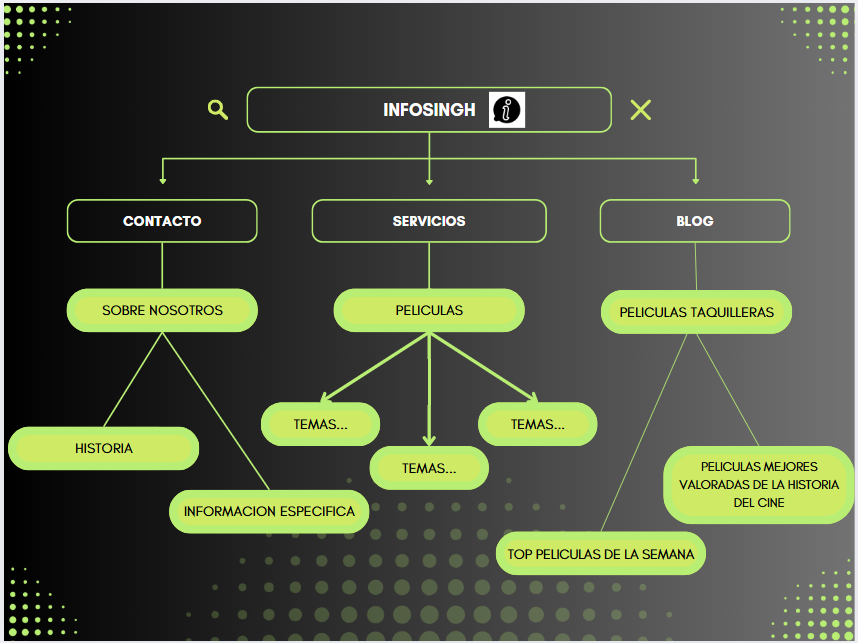 INFOSINGH
CONTACTO
SERVICIOS
BLOG
SOBRE NOSOTROS
PELICULAS
PELICULAS TAQUILLERAS
TEMAS...
TEMAS...
TEMAS...
HISTORIA
INFORMACION ESPECIFICA
PELICULAS MEJORES
VALORADAS DE LA HISTORIA
DEL CINE
TOP PELICULAS DE LA SEMANA